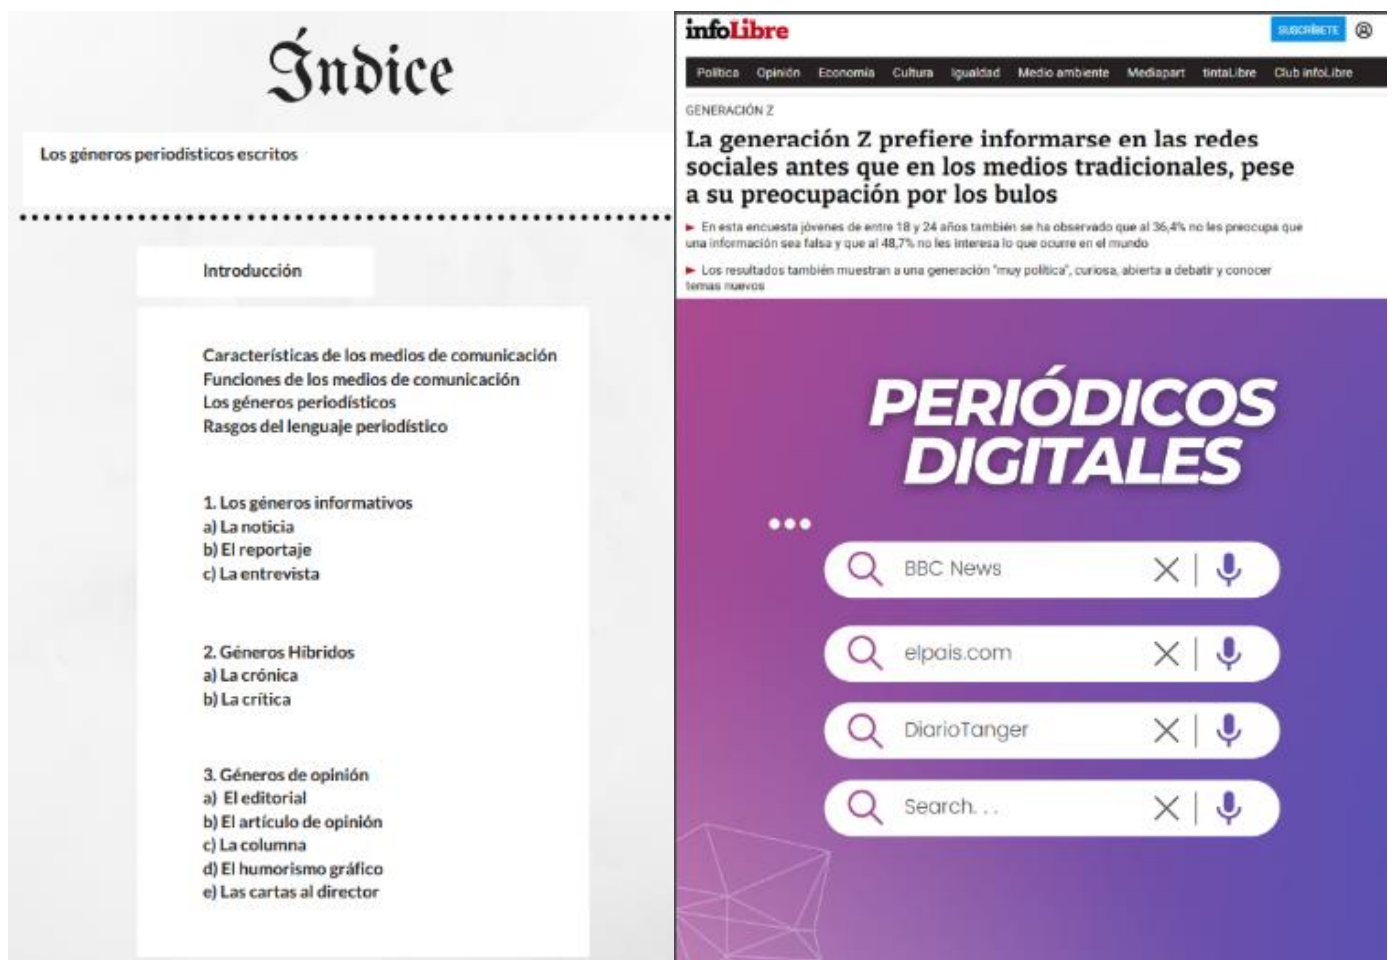 Índice
Los géneros periodísticos escritos
Introducción
Características de los medios de comunicación
Funciones de los medios de comunicación
Los géneros periodísticos
Rasgos del lenguaje periodístico
1. Los géneros informativos
a) La noticia
b) El reportaje
c) La entrevista
2. Géneros Híbridos
a) La crónica
b) La crítica
3. Géneros de opinión
a) El editorial
b) El artículo de opinión
c) La columna
d) El humorismo gráfico
e) Las cartas al director
infoLibre
SUSCRÍBETE
Política Opinión Economía Cultura Igualdad Medio ambiente Mediapart tintaLibre Club infoLibre
GENERACIÓN Z
La generación Z prefiere informarse en las redes
sociales antes que en los medios tradicionales, pese
a su preocupación por los bulos
► En esta encuesta jóvenes de entre 18 y 24 años también se ha observado que al 36,4% no les preocupa que
una información sea falsa y que al 48,7% no les interesa lo que ocurre en el mundo
► Los resultados también muestran a una generación "muy política", curiosa, abierta a debatir y conocer
temas nuevos
PERIÓDICOS
DIGITALES
BBC News
elpais.com
DiarioTanger
Search. . .